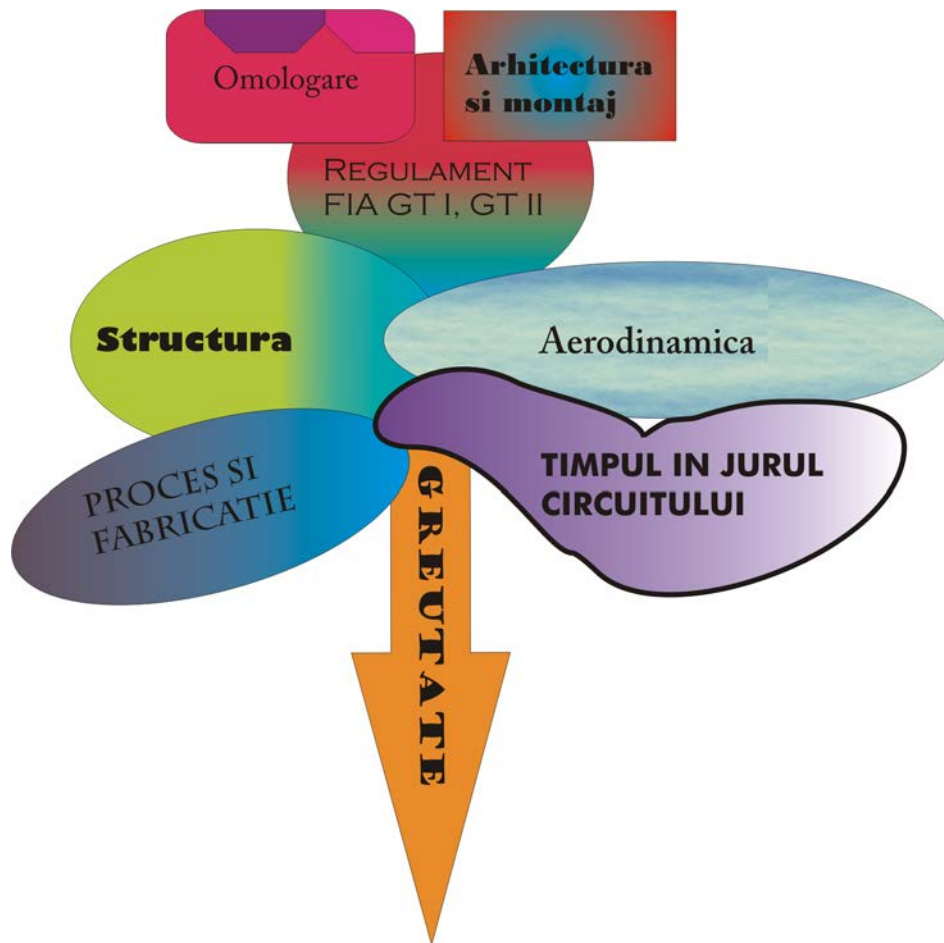 Omologare
Arhitectura
si montaj
REGULAMENT
FIA GT I, GT II
Structura
Aerodinamica
PROCES SI
FABRICATIE
TIMPUL IN JURUL
CIRCUITULUI
GREUTATE